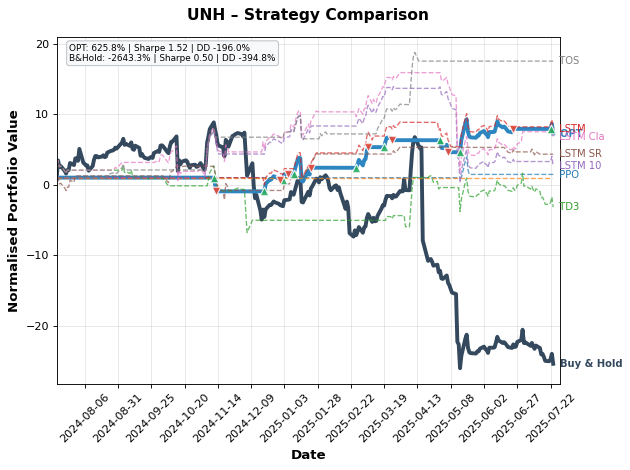 UNH – Strategy Comparison
OPT: 625.8% | Sharpe 1.52 | DD -196.0%
B&Hold: -2643.3% | Sharpe 0.50 | DD -394.8%
Normalised Portfolio Value
20
10
0
−10
−20
TOS
LSTM Cla
LSTM SR
LSTM 10
PPO
TD3
Buy & Hold
2024-08-06
2024-08-31
2024-09-25
2024-10-20
2024-11-14
2024-12-09
2025-01-03
2025-01-28
2025-02-22
2025-03-19
2025-04-13
2025-05-08
2025-06-02
2025-06-27
2025-07-22
Date